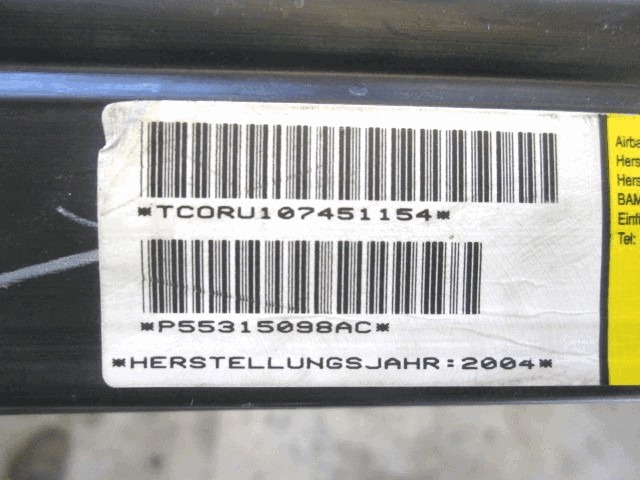 *TCORU107451154*
*P55315098AC*
*HERSTELLUNGSJAHR:2004*
Airba
Hers
Hers
BAM
Einf
Tel: